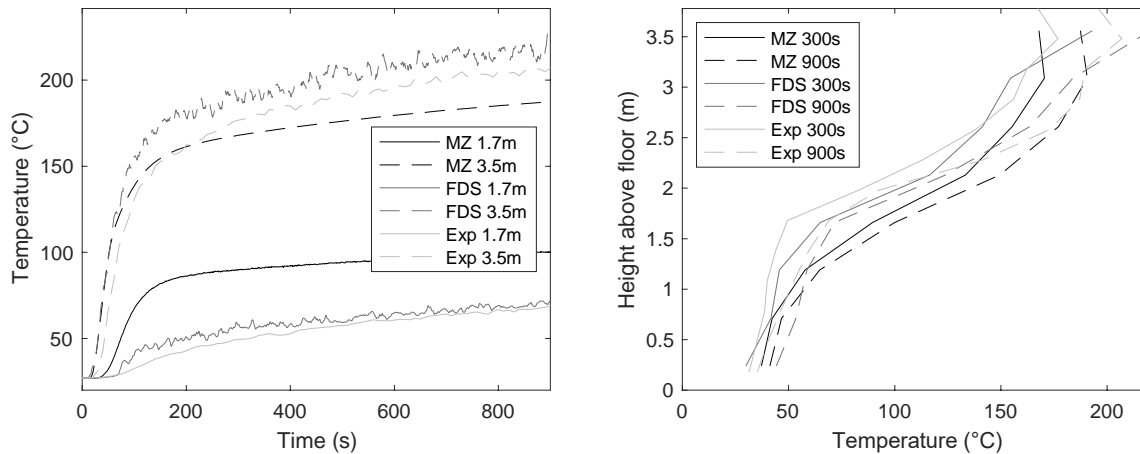 200
150
100
50
Temperature (°C)
0
200
400
600
800
Time (s)
MZ 1.7m
MZ 3.5m
FDS 1.7m
FDS 3.5m
Exp 1.7m
Exp 3.5m
3.5
3
2.5
2
1.5
1
0.5
0
Height above floor (m)
0
50
100
150
200
Temperature (°C)
MZ 300s
MZ 900s
FDS 300s
FDS 900s
Exp 300s
Exp 900s